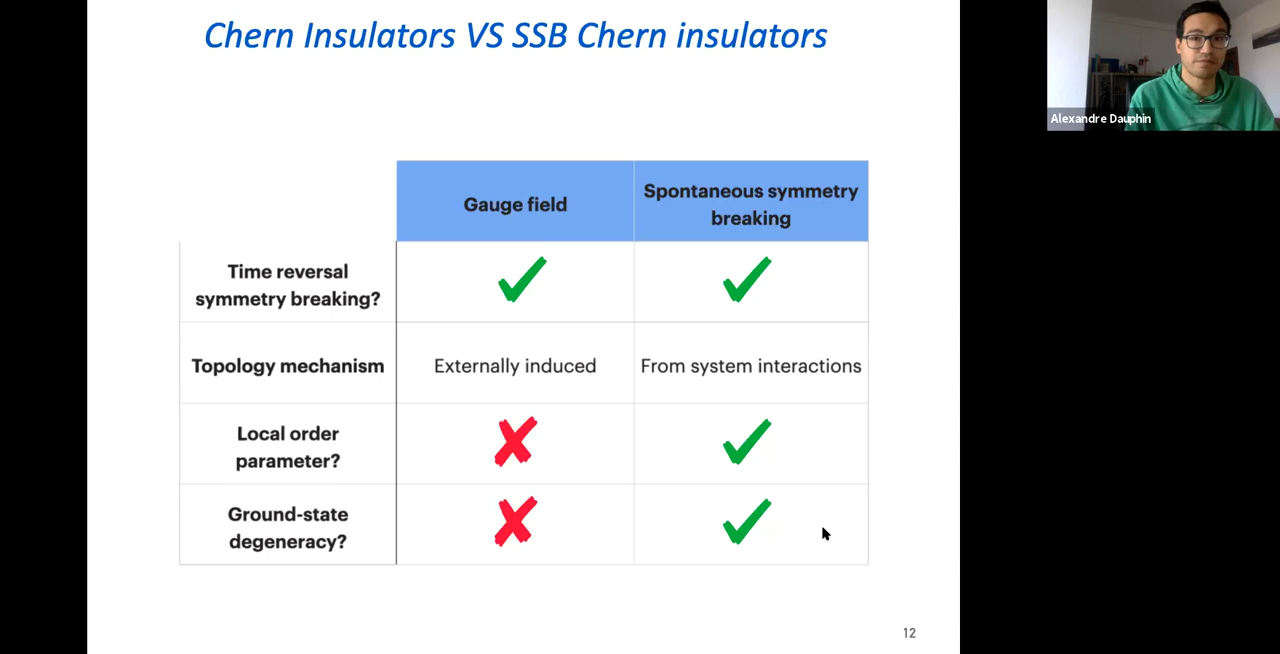 Chern Insulators VS SSB Chern insulators
Alexandre Dauphin
Gauge field
Spontaneous symmetry
breaking
Time reversal
symmetry breaking?
Topology mechanism
Externally induced
From system interactions
Local order
parameter?
Ground-state
degeneracy?
12